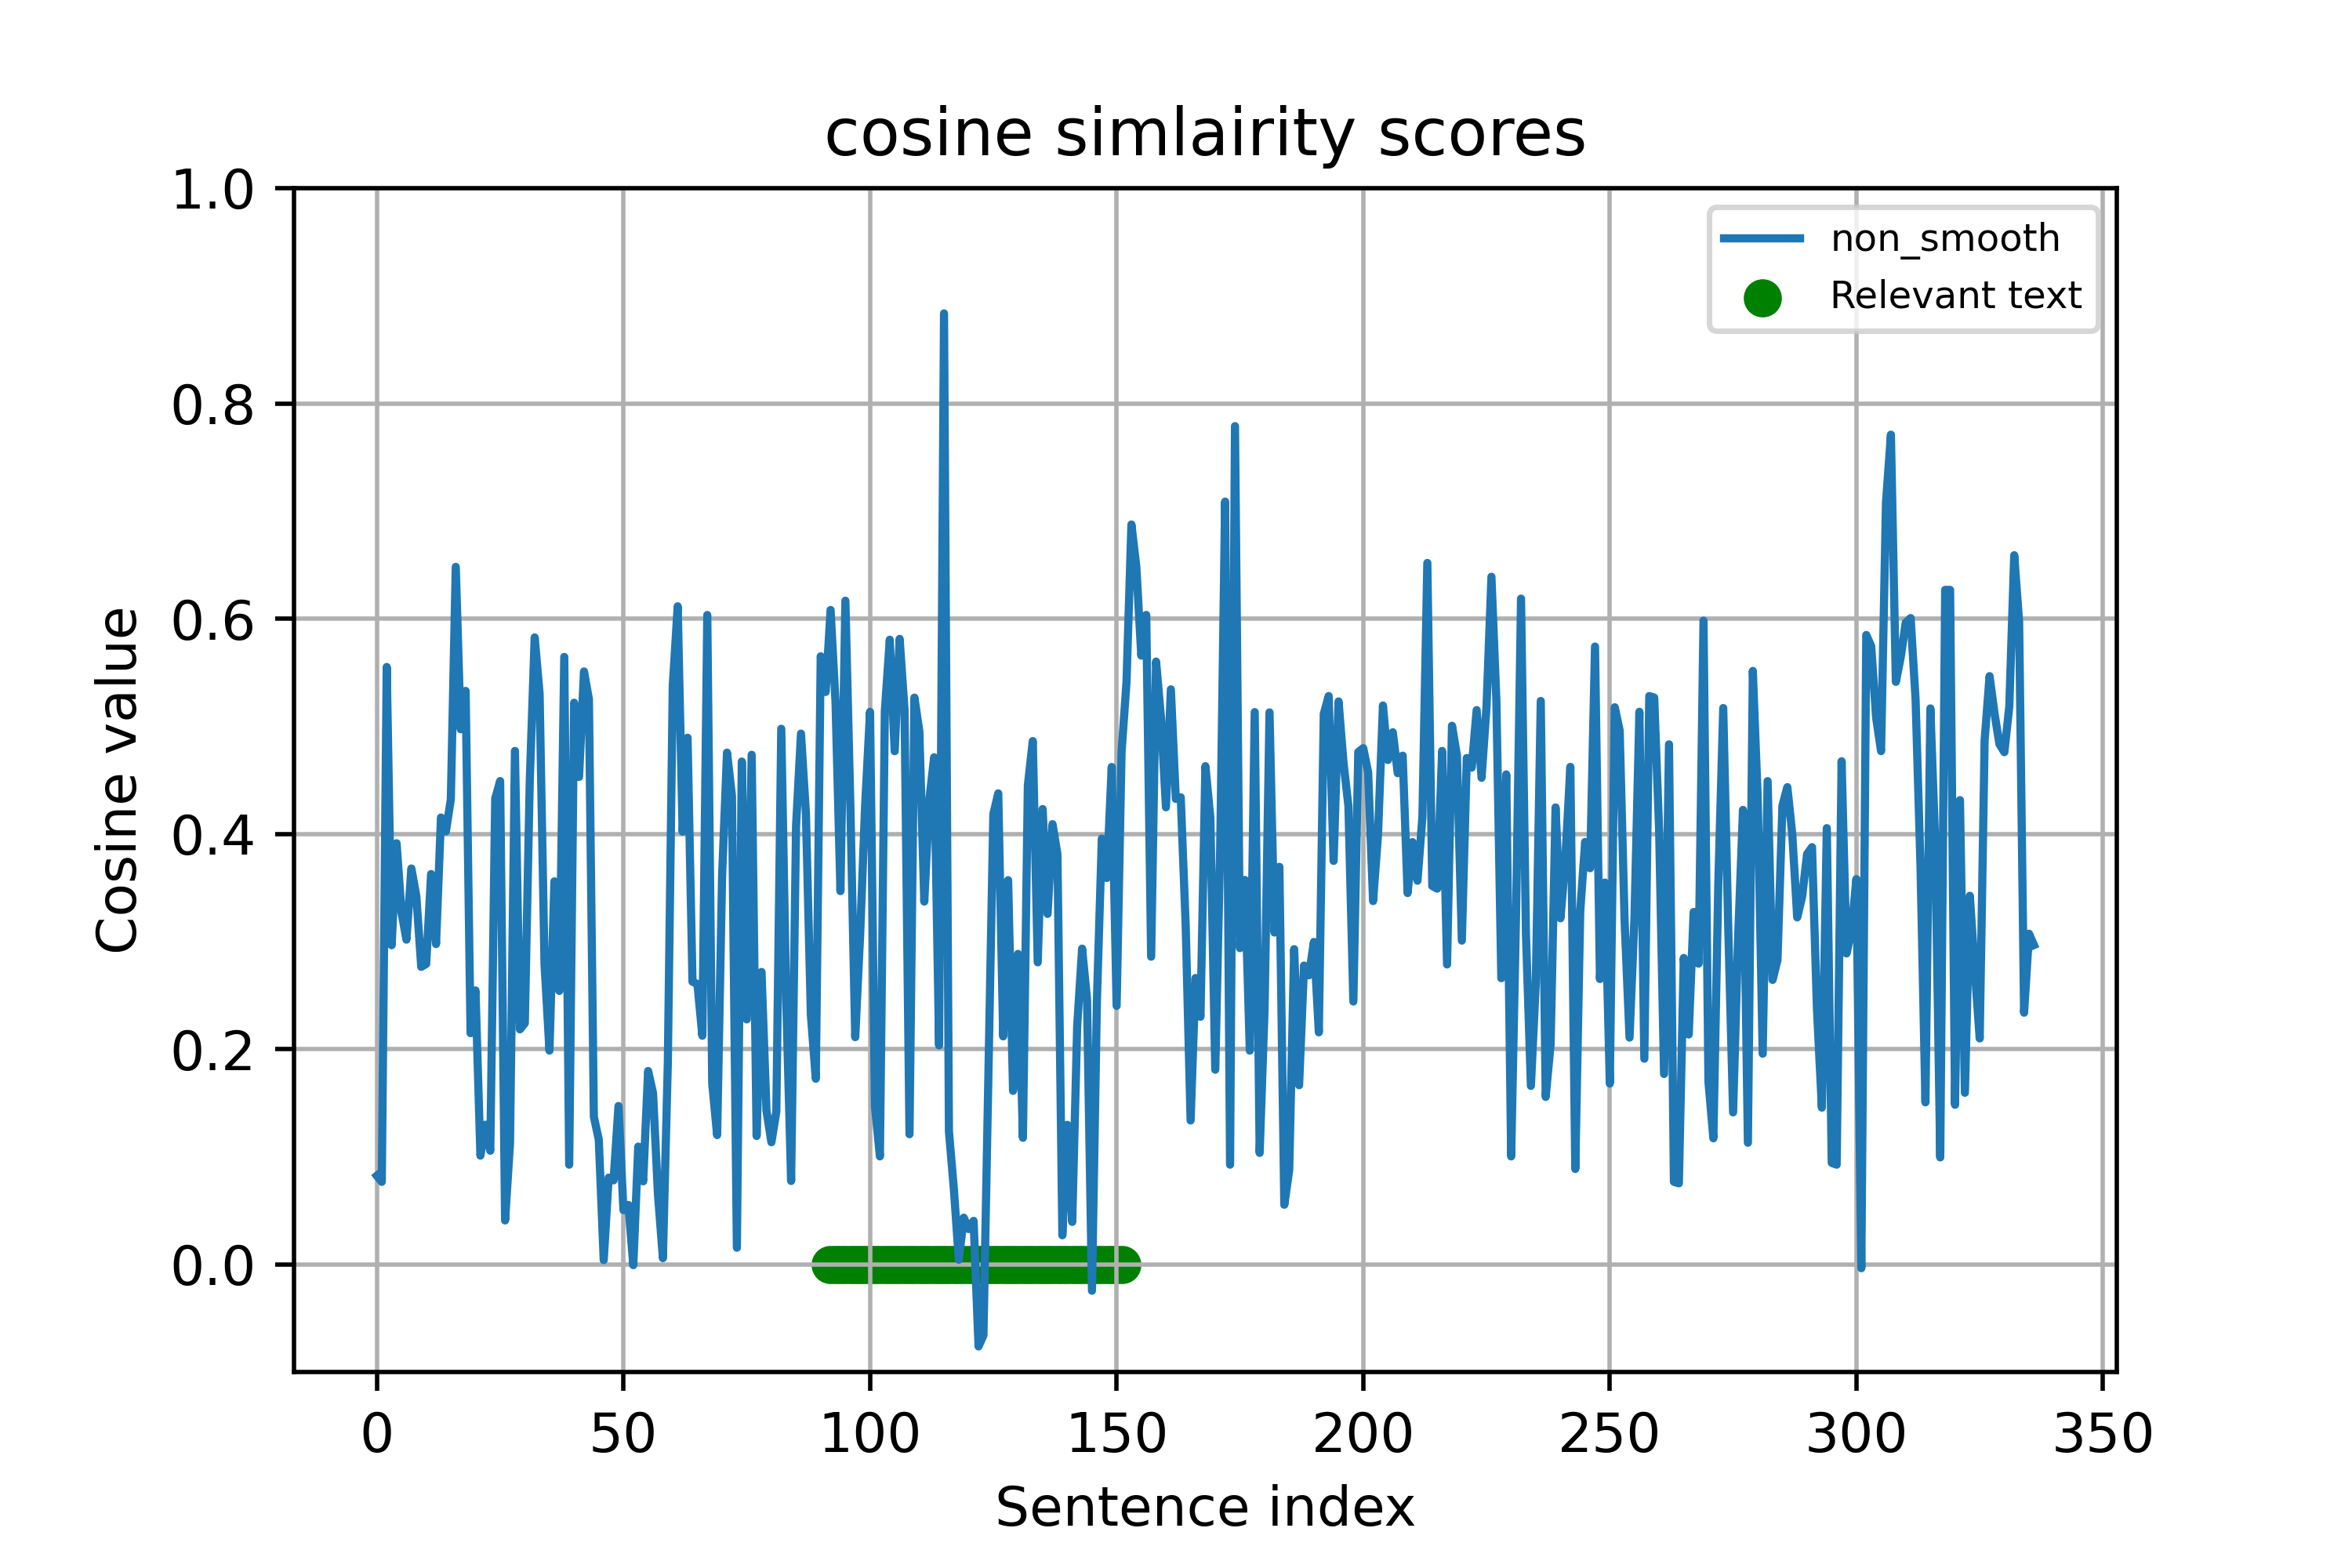 cosine simlairity scores
1.0
0.8
0.6
0.4
0.2
0.0
Cosine value
non_smooth
Relevant text
0 50 100 150 200 250 300 350
Sentence index